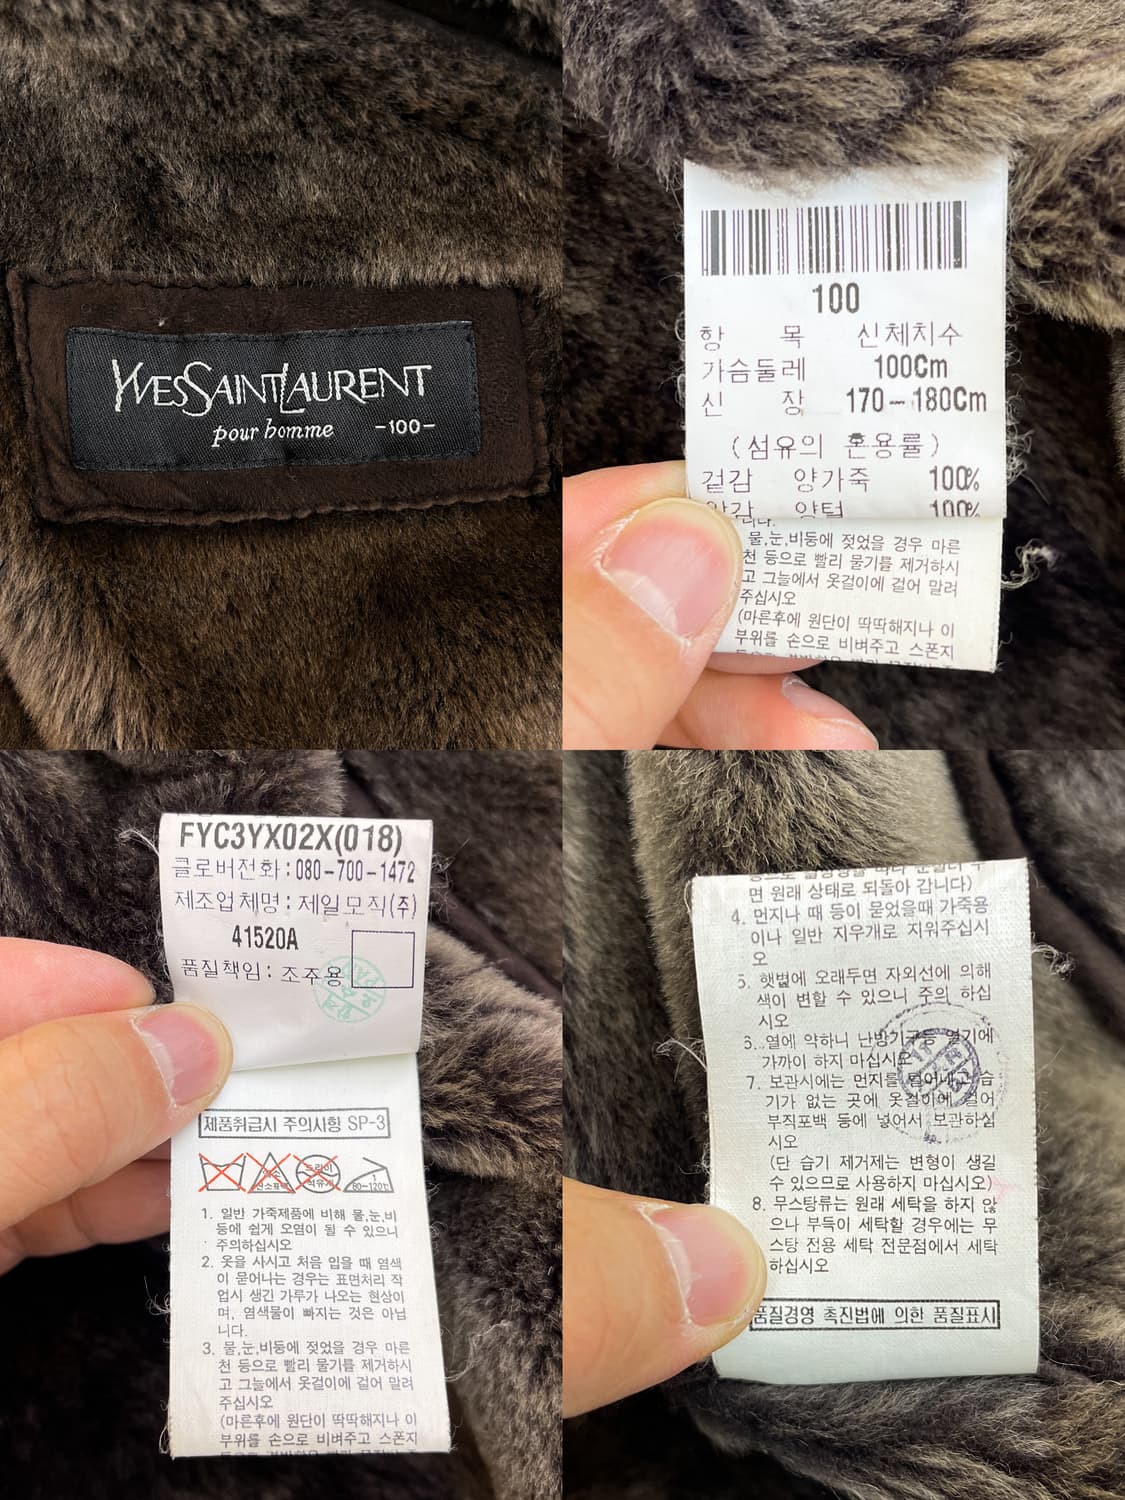 YVESSAINTLAURENT
pour homme -100-
100
항 목 신체치수
가슴둘레 100Cm
신 장 170-180Cm
(섬유의 혼용률)
겉감 양가죽 100%
안감 양털 100%
물,눈,비등에 젖었을 경우 마른
천 등으로 빨리 물기를 제거하시
고 그늘에서 옷걸이에 걸어 말려
주십시오
(마른후에 원단이 딱딱해지나 이
부위를 손으로 비벼주고 스폰지
FYC3YX02X(018)
클로버전화:080-700-1472
제조업체명:제일모직(주)
41520A
품질책임:조주용
제품취급시 주의사항 SP-3
80~120℃
1. 일반 가죽제품에 비해 물,눈,비
등에 쉽게 오염이 될 수 있으니
주의하십시오
2. 옷을 사시고 처음 입을 때 염색
이 묻어나는 경우는 표면처리 작
업시 생긴 가루가 나오는 현상이
며, 염색물이 빠지는 것은 아닙
니다.
3. 물,눈,비등에 젖었을 경우 마른
천 등으로 빨리 물기를 제거하시
고 그늘에서 옷걸이에 걸어 말려
주십시오
(마른후에 원단이 딱딱해지나 이
부위를 손으로 비벼주고 스폰지
면 원래 상태로 되돌아 갑니다)
4. 먼지나 때 등이 묻었을때 가죽용
이나 일반 지우개로 지워주십시
오
5. 햇볕에 오래두면 자외선에 의해
색이 변할 수 있으니 주의 하십
시오
6. 열에 약하니 난방기구등 열기에
가까이 하지 마십시오
7. 보관시에는 먼지를 털어내고 습
기가 없는 곳에 옷걸이에 걸어
부직포백 등에 넣어서 보관하십
시오
(단 습기 제거제는 변형이 생길
수 있으므로 사용하지 마십시오)
8. 무스탕류는 원래 세탁을 하지 않
으나 부득이 세탁할 경우에는 무
스탕 전용 세탁 전문점에서 세탁
하십시오
품질경영 촉진법에 의한 품질표시